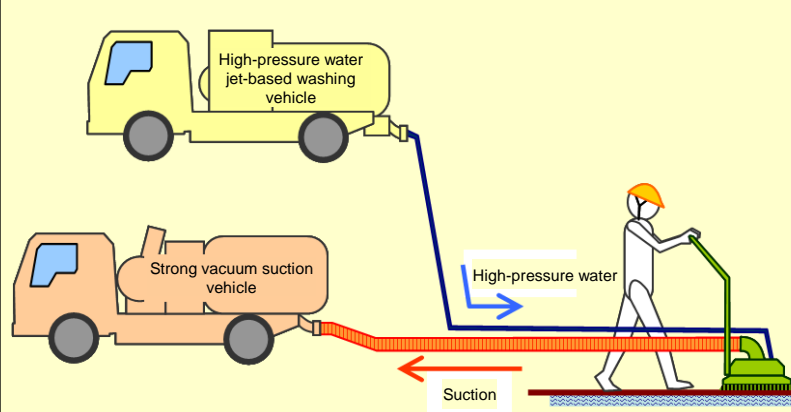 High-pressure water
jet-based washing
vehicle
Strong vacuum suction
vehicle
High-pressure water
Suction